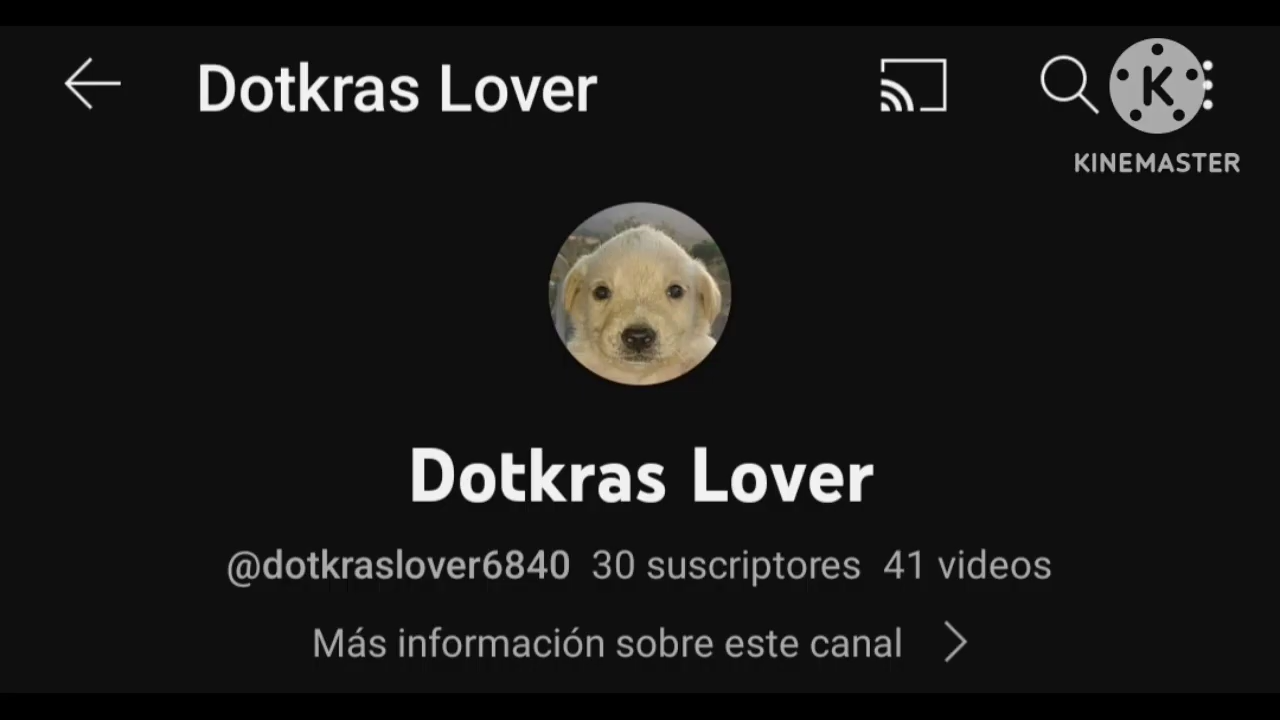 Dotkras Lover
K
KINEMASTER
Dotkras Lover
@dotkraslover6840 30 suscriptores 41 videos
Más información sobre este canal